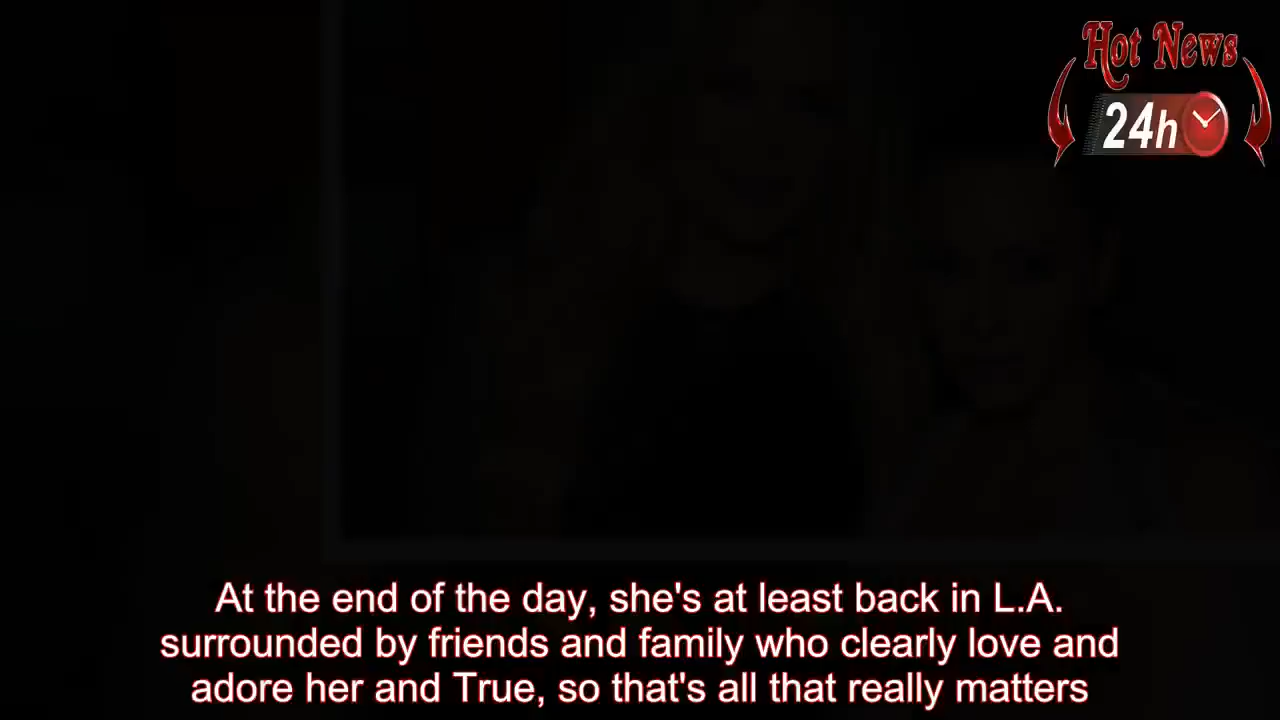 Hot News
24h
At the end of the day, she's at least back in L.A.
surrounded by friends and family who clearly love and
adore her and True, so that's all that really matters